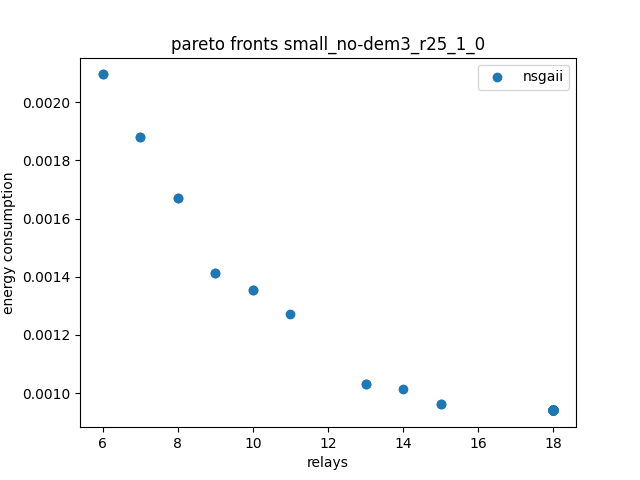 pareto fronts small_no-dem3_r25_1_0
nsgaii
0.0020
0.0018
0.0016
0.0014
0.0012
0.0010
energy consumption
6 8 10 12 14 16 18
relays